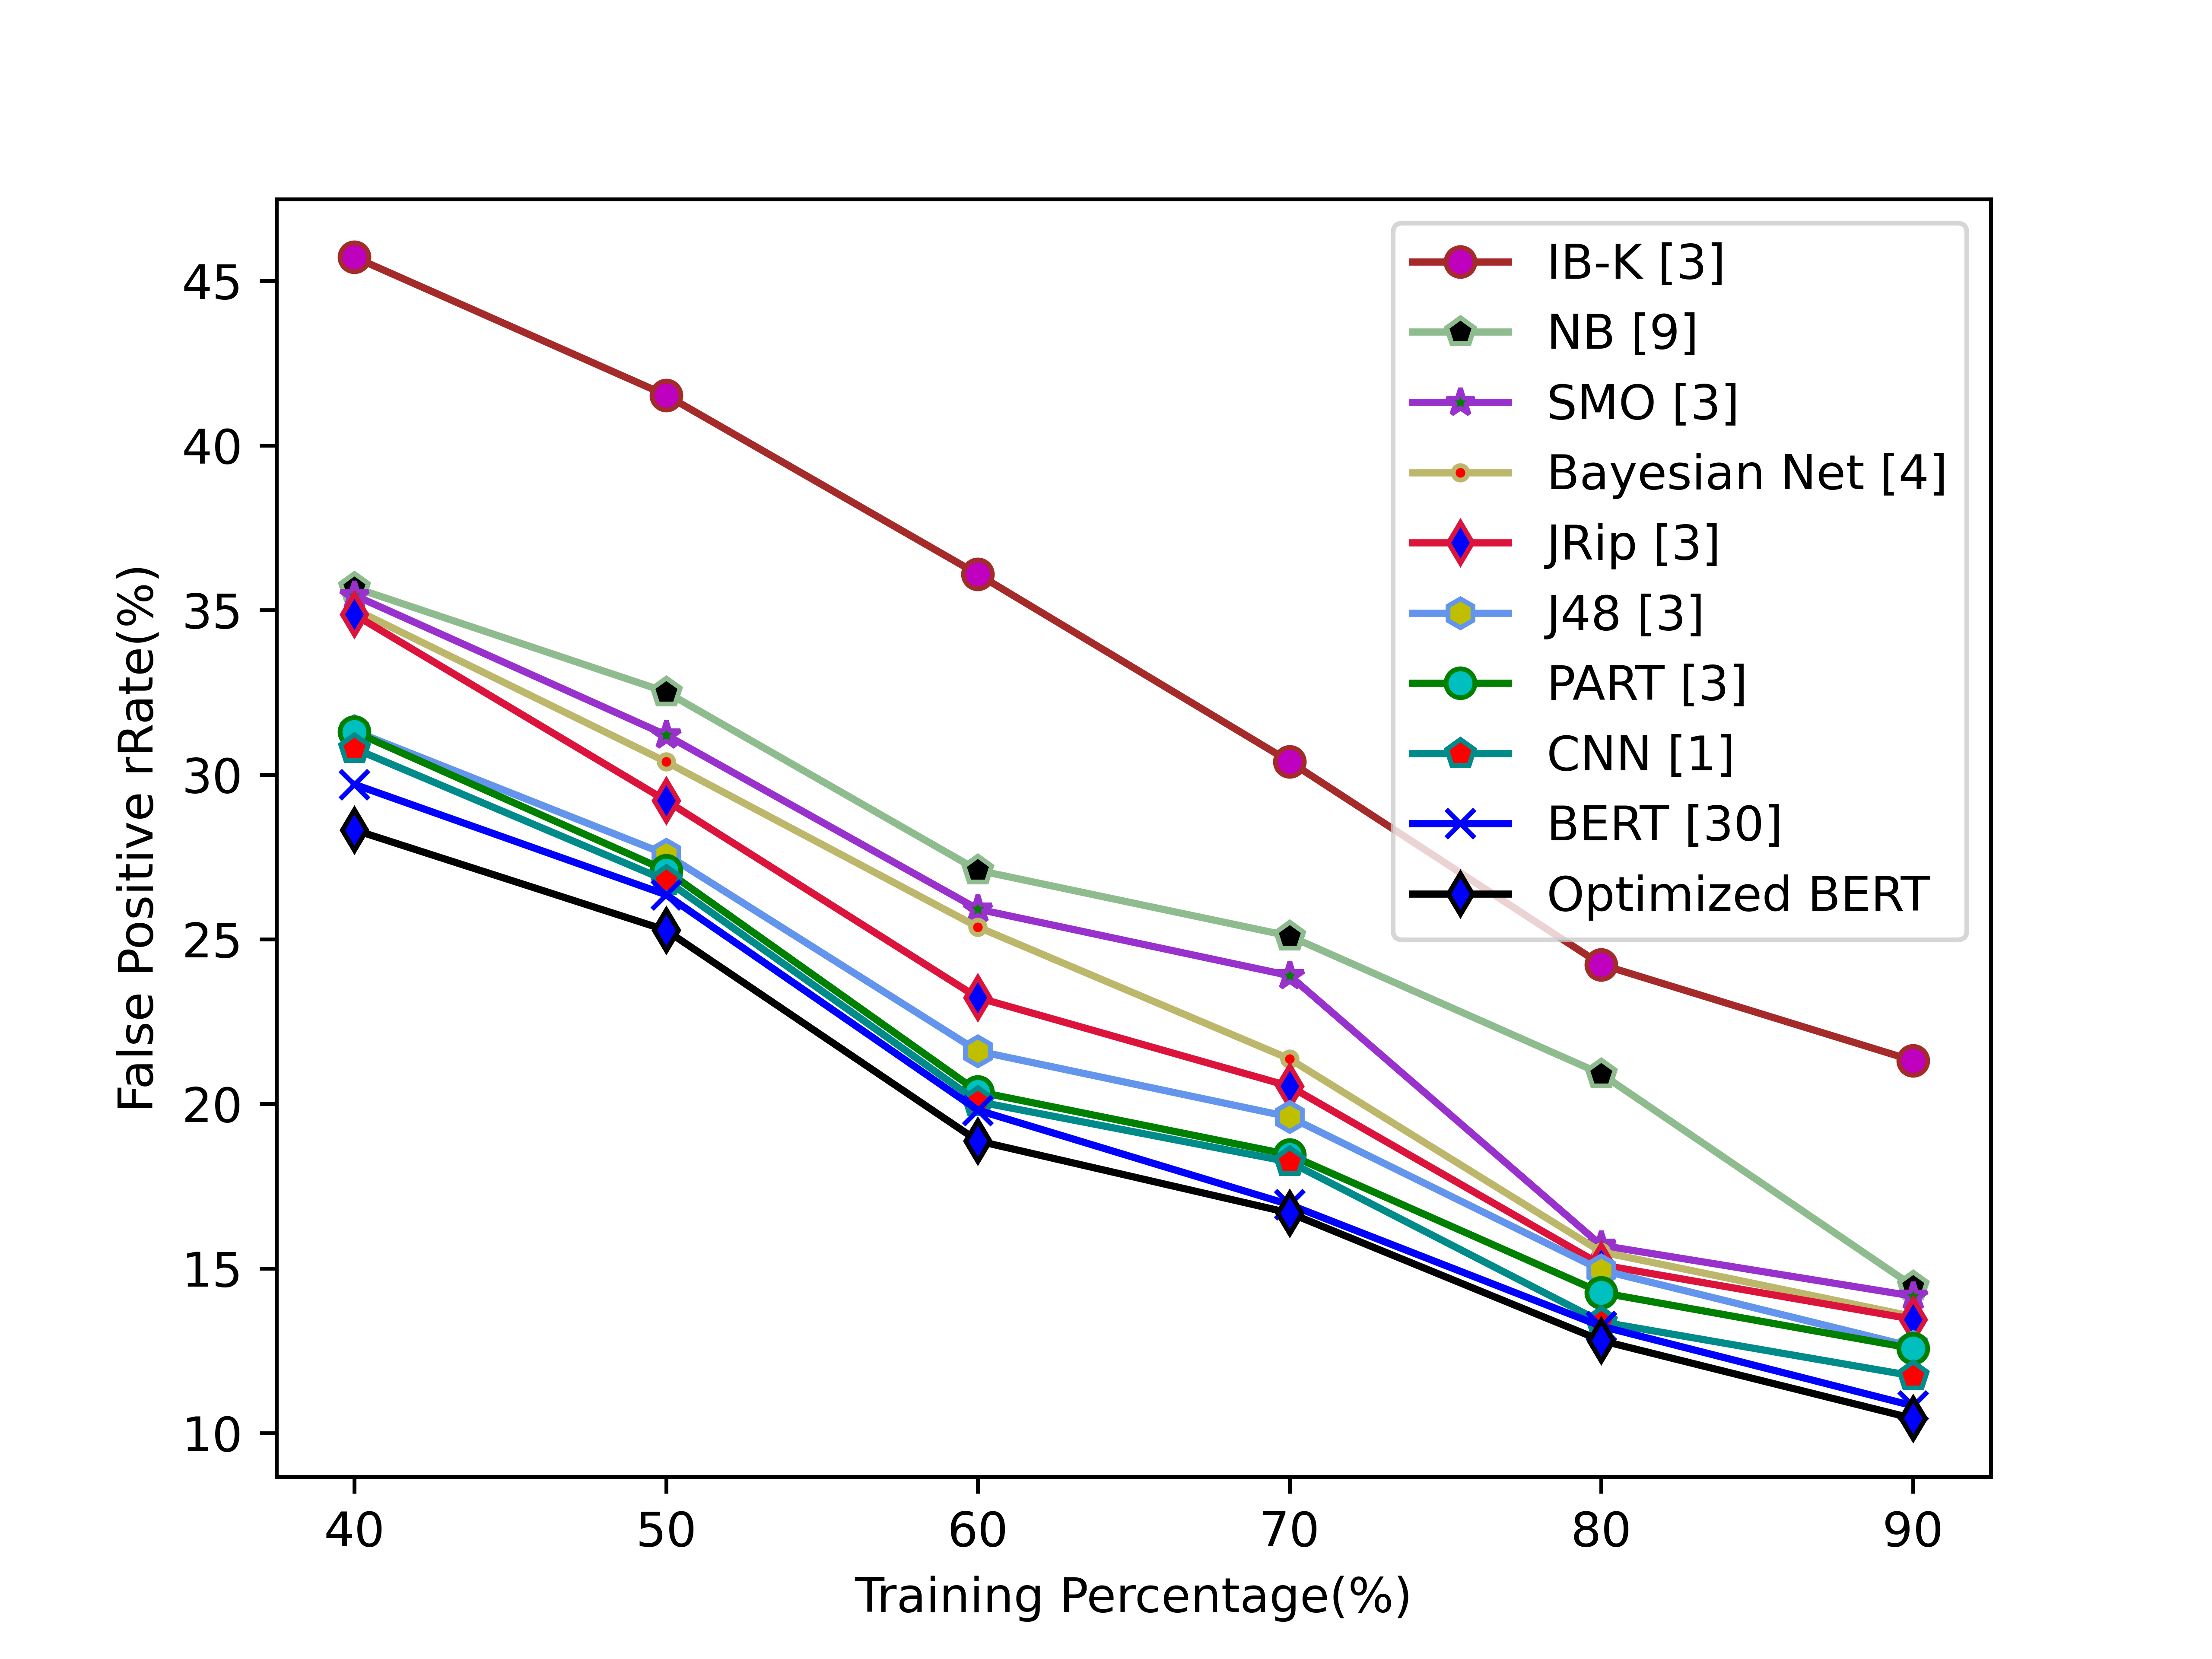 45
40
35
30
25
20
15
10
False Positive rRate(%)
IB-K [3]
NB [9]
SMO [3]
Bayesian Net [4]
JRip [3]
J48 [3]
PART [3]
CNN [1]
BERT [30]
Optimized BERT
40 50 60 70 80 90
Training Percentage(%)